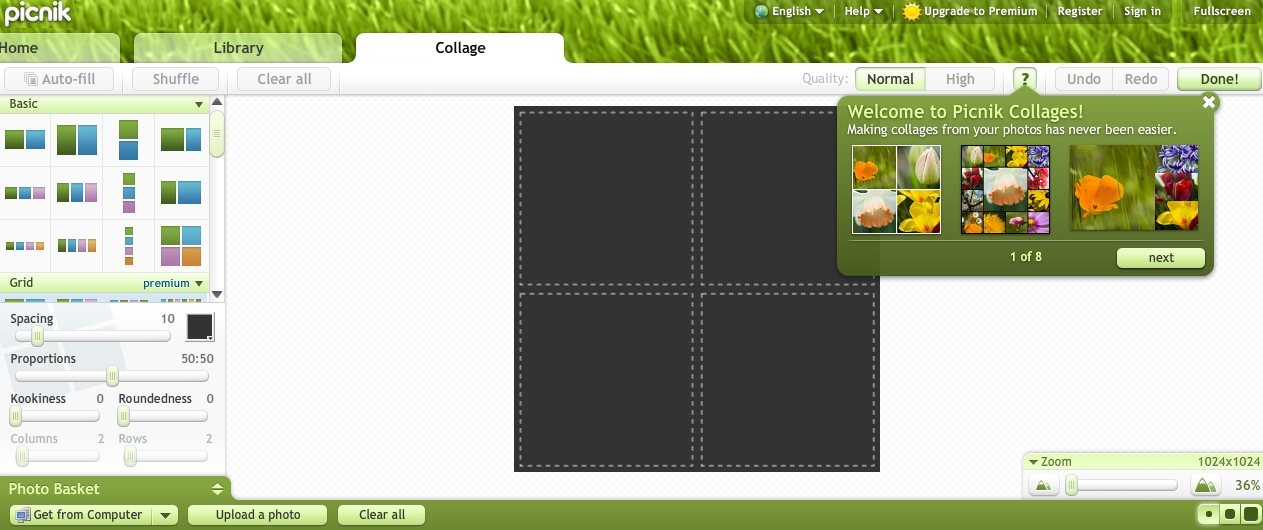 picnik
English
Help
Upgrade to Premium
Register
Sign in
Fullscreen
Home
Library
Collage
Auto-fill
Shuffle
Clear all
Quality:
Normal
High
?
Undo
Redo
Done!
Basic
Welcome to Picnik Collages!
Making collages from your photos has never been easier.
1 of 8
next
Grid
premium
Spacing
10
Proportions
50:50
Kookiness
0
Roundedness
0
Columns
2
Rows
2
Zoom
1024x1024
36%
Photo Basket
Get from Computer
Upload a photo
Clear all